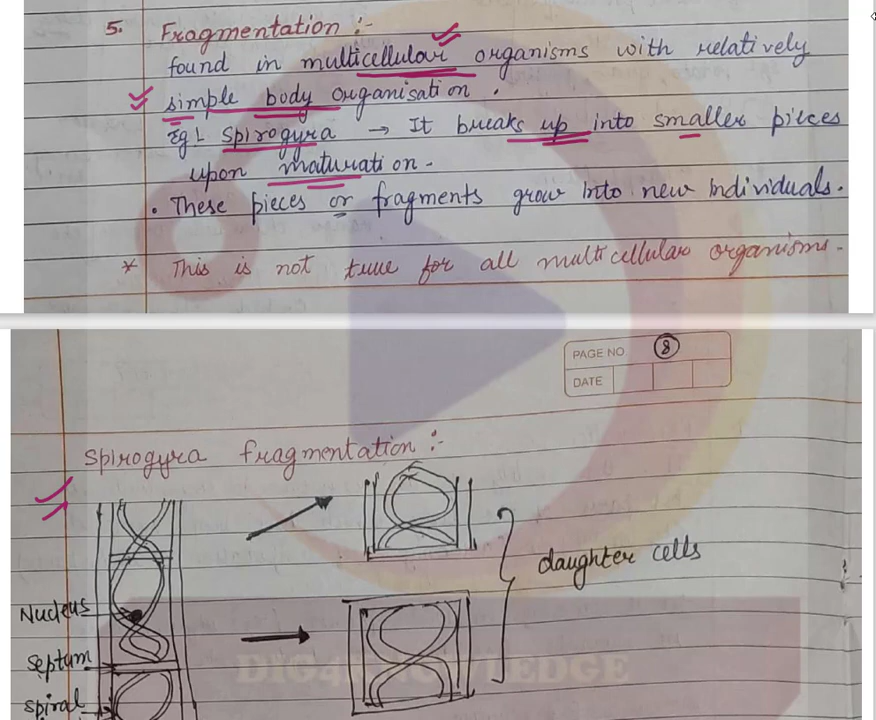 5. Fragmentation :-
found in multicellular organisms with relatively
simple body organisation.
Eg:- Spirogyra → It breaks up into smaller pieces
upon maturation.
• These pieces or fragments grow into new individuals.
* This is not true for all multicellular organisms.
PAGE NO. 8
DATE
Spirogyra fragmentation :-
daughter cells
Nucleus
Septum
spiral
DIG4KNOWLEDGE